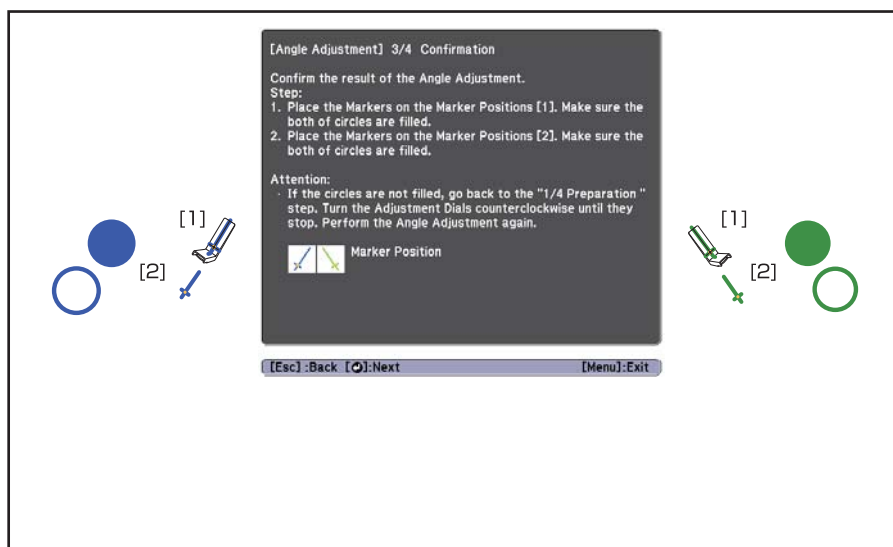 [Angle Adjustment] 3/4 Confirmation
Confirm the result of the Angle Adjustment.
Step:
1. Place the Markers on the Marker Positions [1]. Make sure the
both of circles are filled.
2. Place the Markers on the Marker Positions [2]. Make sure the
both of circles are filled.
Attention:
· If the circles are not filled, go back to the "1/4 Preparation "
step. Turn the Adjustment Dials counterclockwise until they
stop. Perform the Angle Adjustment again.
Marker Position
[1]
[2]
[1]
[2]
[Esc] :Back [⏎]:Next [Menu]:Exit